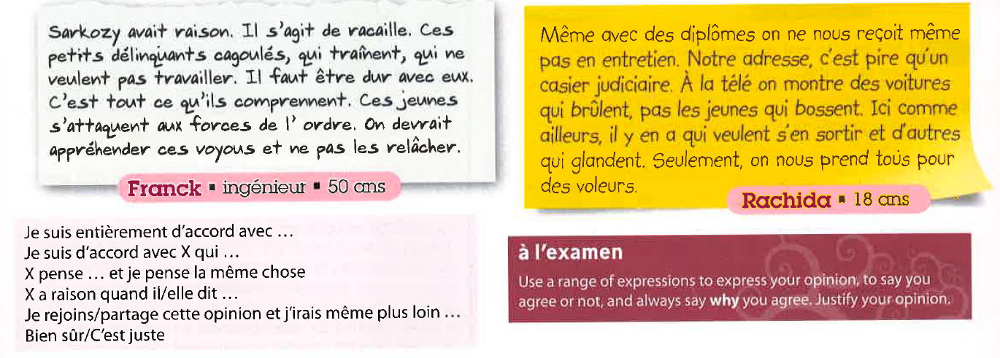 Sarkozy avait raison. Il s'agit de racaille. Ces
petits délinquants cagoulés, qui traînent, qui ne
veulent pas travailler. Il faut être dur avec eux.
C'est tout ce qu'ils comprennent. Ces jeunes
s'attaquent aux forces de l' ordre. On devrait
appréhender ces voyous et ne pas les relâcher.
Franck ▪ ingénieur ▪ 50 ans
Même avec des diplômes on ne nous reçoit même
pas en entretien. Notre adresse, c'est pire qu'un
casier judiciaire. À la télé on montre des voitures
qui brûlent, pas les jeunes qui bossent. Ici comme
ailleurs, il y en a qui veulent s'en sortir et d'autres
qui glandent. Seulement, on nous prend tous pour
des voleurs.
Rachida ▪ 18 ans
Je suis entièrement d'accord avec ...
Je suis d'accord avec X qui ...
X pense ... et je pense la même chose
X a raison quand il/elle dit ...
Je rejoins/partage cette opinion et j'irais même plus loin ...
Bien sûr/C'est juste
à l'examen
Use a range of expressions to express your opinion, to say you
agree or not, and always say why you agree. Justify your opinion.